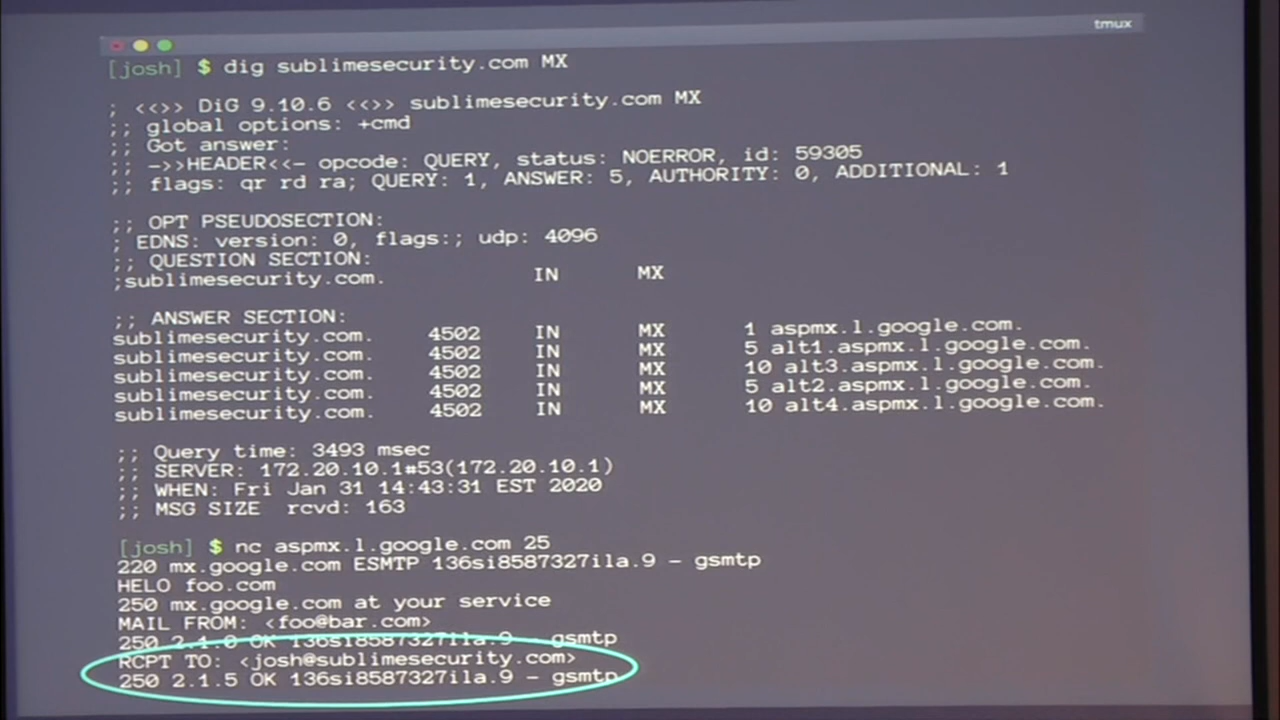 tmux
[josh] $ dig sublimesecurity.com MX
; <<>> DiG 9.10.6 <<>> sublimesecurity.com MX
;; global options: +cmd
;; Got answer:
;; ->>HEADER<<- opcode: QUERY, status: NOERROR, id: 59305
;; flags: qr rd ra; QUERY: 1, ANSWER: 5, AUTHORITY: 0, ADDITIONAL: 1
;; OPT PSEUDOSECTION:
; EDNS: version: 0, flags:; udp: 4096
;; QUESTION SECTION:
;sublimesecurity.com. IN MX
;; ANSWER SECTION:
sublimesecurity.com. 4502 IN MX 1 aspmx.l.google.com.
sublimesecurity.com. 4502 IN MX 5 alt1.aspmx.l.google.com.
sublimesecurity.com. 4502 IN MX 10 alt3.aspmx.l.google.com.
sublimesecurity.com. 4502 IN MX 5 alt2.aspmx.l.google.com.
sublimesecurity.com. 4502 IN MX 10 alt4.aspmx.l.google.com.
;; Query time: 3493 msec
;; SERVER: 172.20.10.1#53(172.20.10.1)
;; WHEN: Fri Jan 31 14:43:31 EST 2020
;; MSG SIZE rcvd: 163
[josh] $ nc aspmx.l.google.com 25
220 mx.google.com ESMTP 136si8587327ila.9 - gsmtp
HELO foo.com
250 mx.google.com at your service
MAIL FROM: <foo@bar.com>
250 2.1.0 OK 136si8587327ila.9 - gsmtp
RCPT TO: <josh@sublimesecurity.com>
250 2.1.5 OK 136si8587327ila.9 - gsmtp